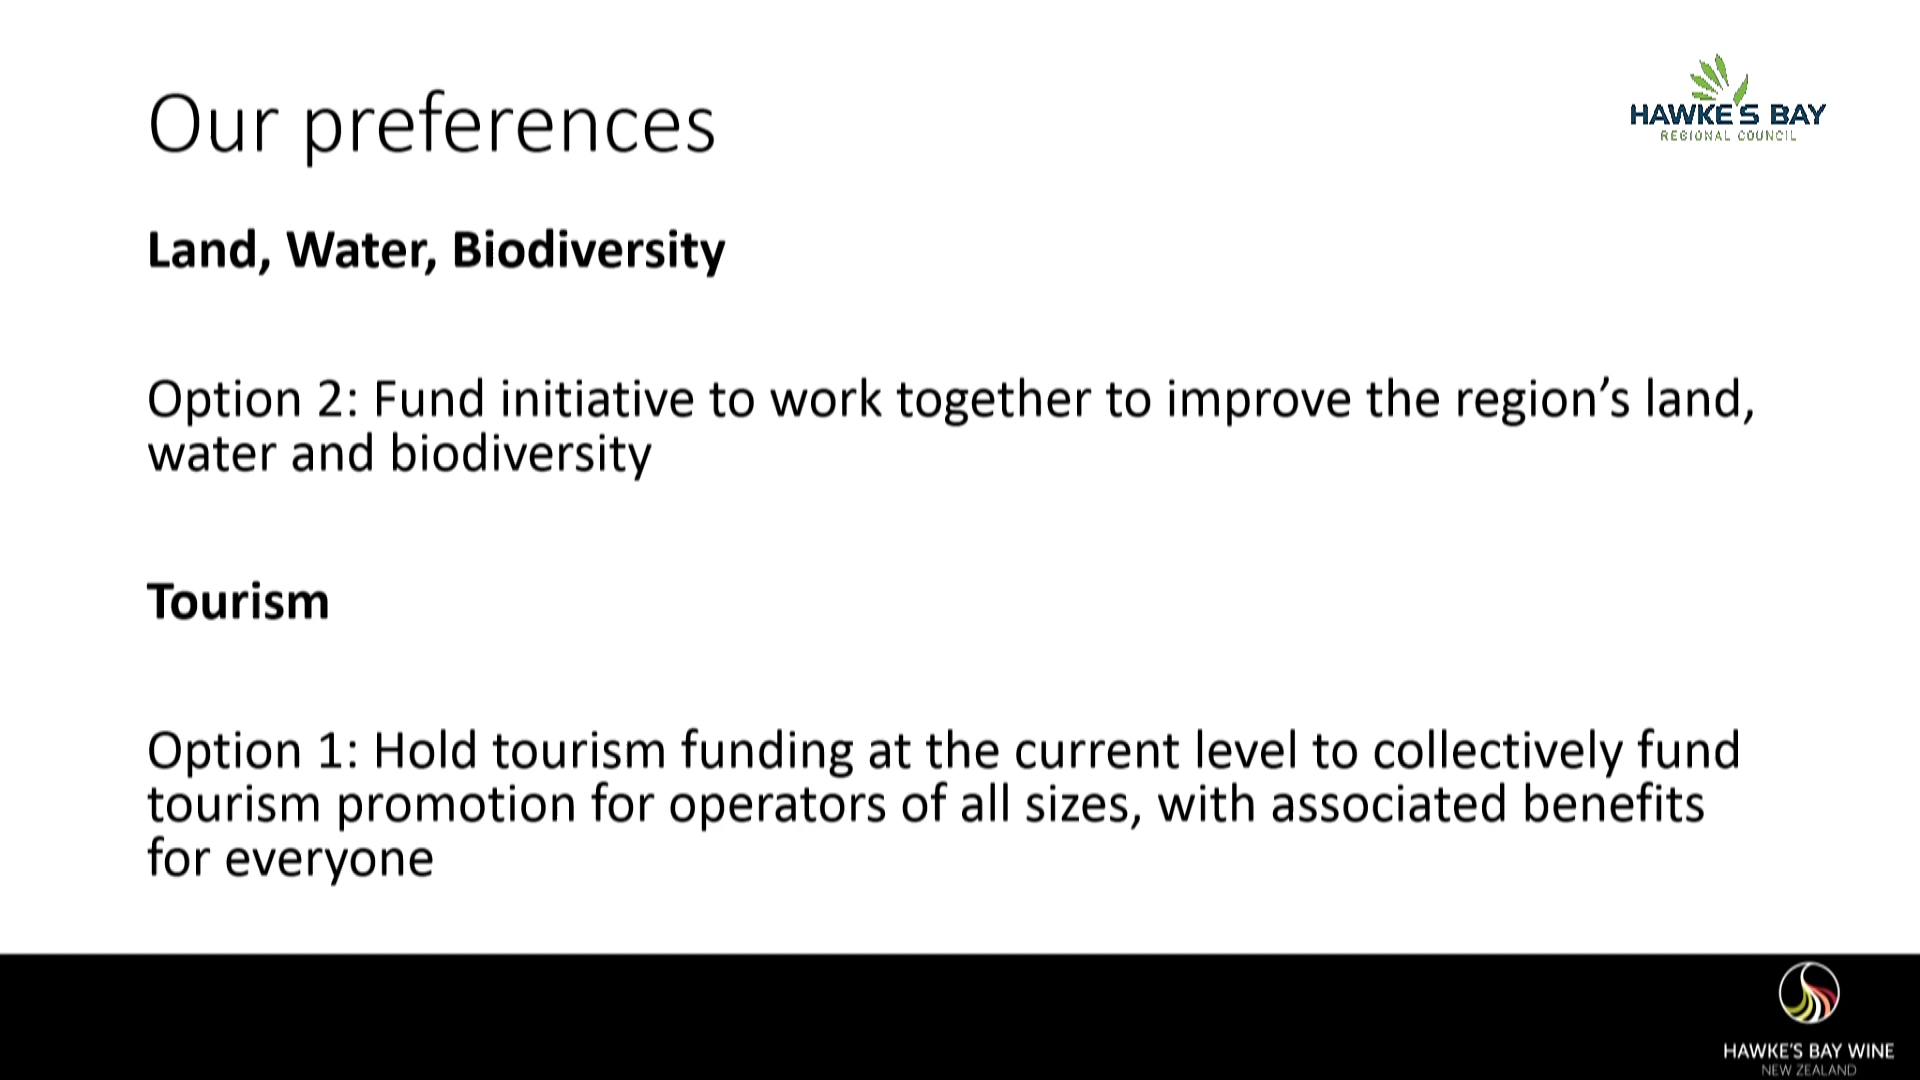 Our preferences
HAWKE'S BAY
REGIONAL COUNCIL
Land, Water, Biodiversity
Option 2: Fund initiative to work together to improve the region’s land,
water and biodiversity
Tourism
Option 1: Hold tourism funding at the current level to collectively fund
tourism promotion for operators of all sizes, with associated benefits
for everyone
HAWKE'S BAY WINE
NEW ZEALAND